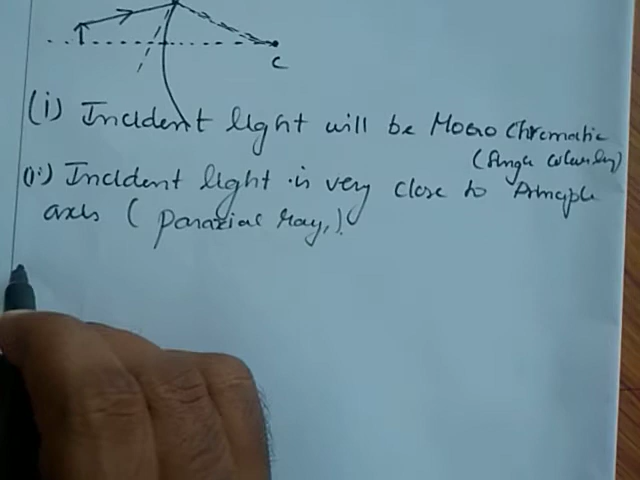 C
(i) Incident light will be Mono Chromatic
(Single colour)
(ii) Incident light is very close to Principle
axis ( paraxial ray,).